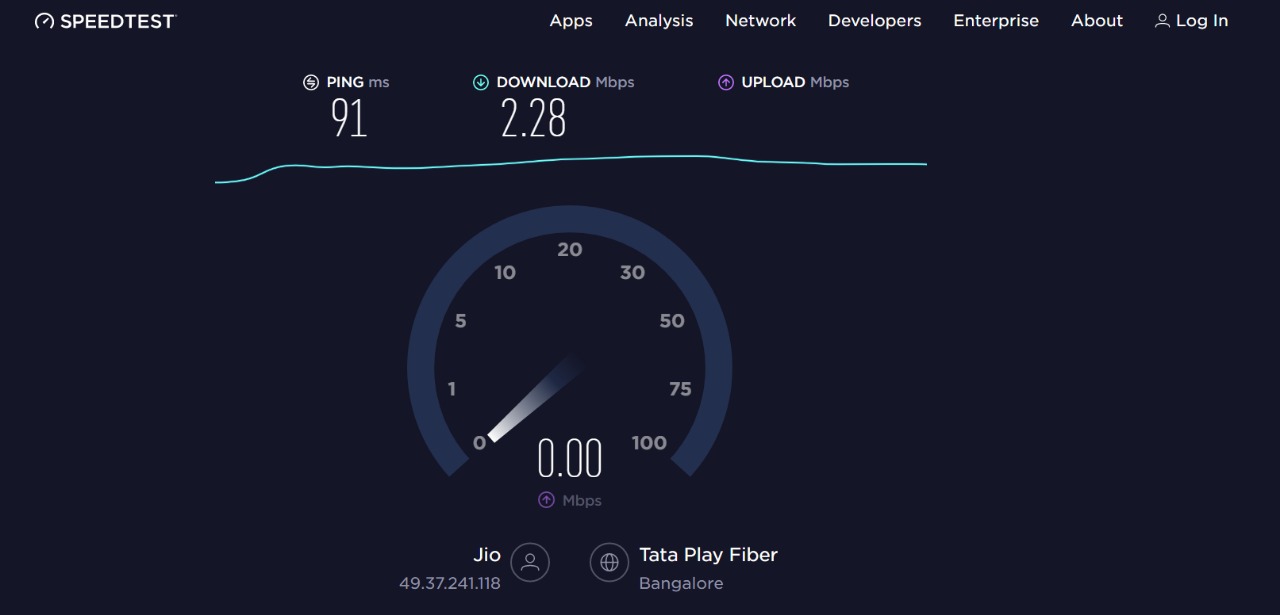 SPEEDTEST
Apps Analysis Network Developers Enterprise About Log In
PING ms DOWNLOAD Mbps UPLOAD Mbps
91 2.28
20
10 30
5 50
1 75
0 100
0.00
Mbps
Jio Tata Play Fiber
49.37.241.118 Bangalore